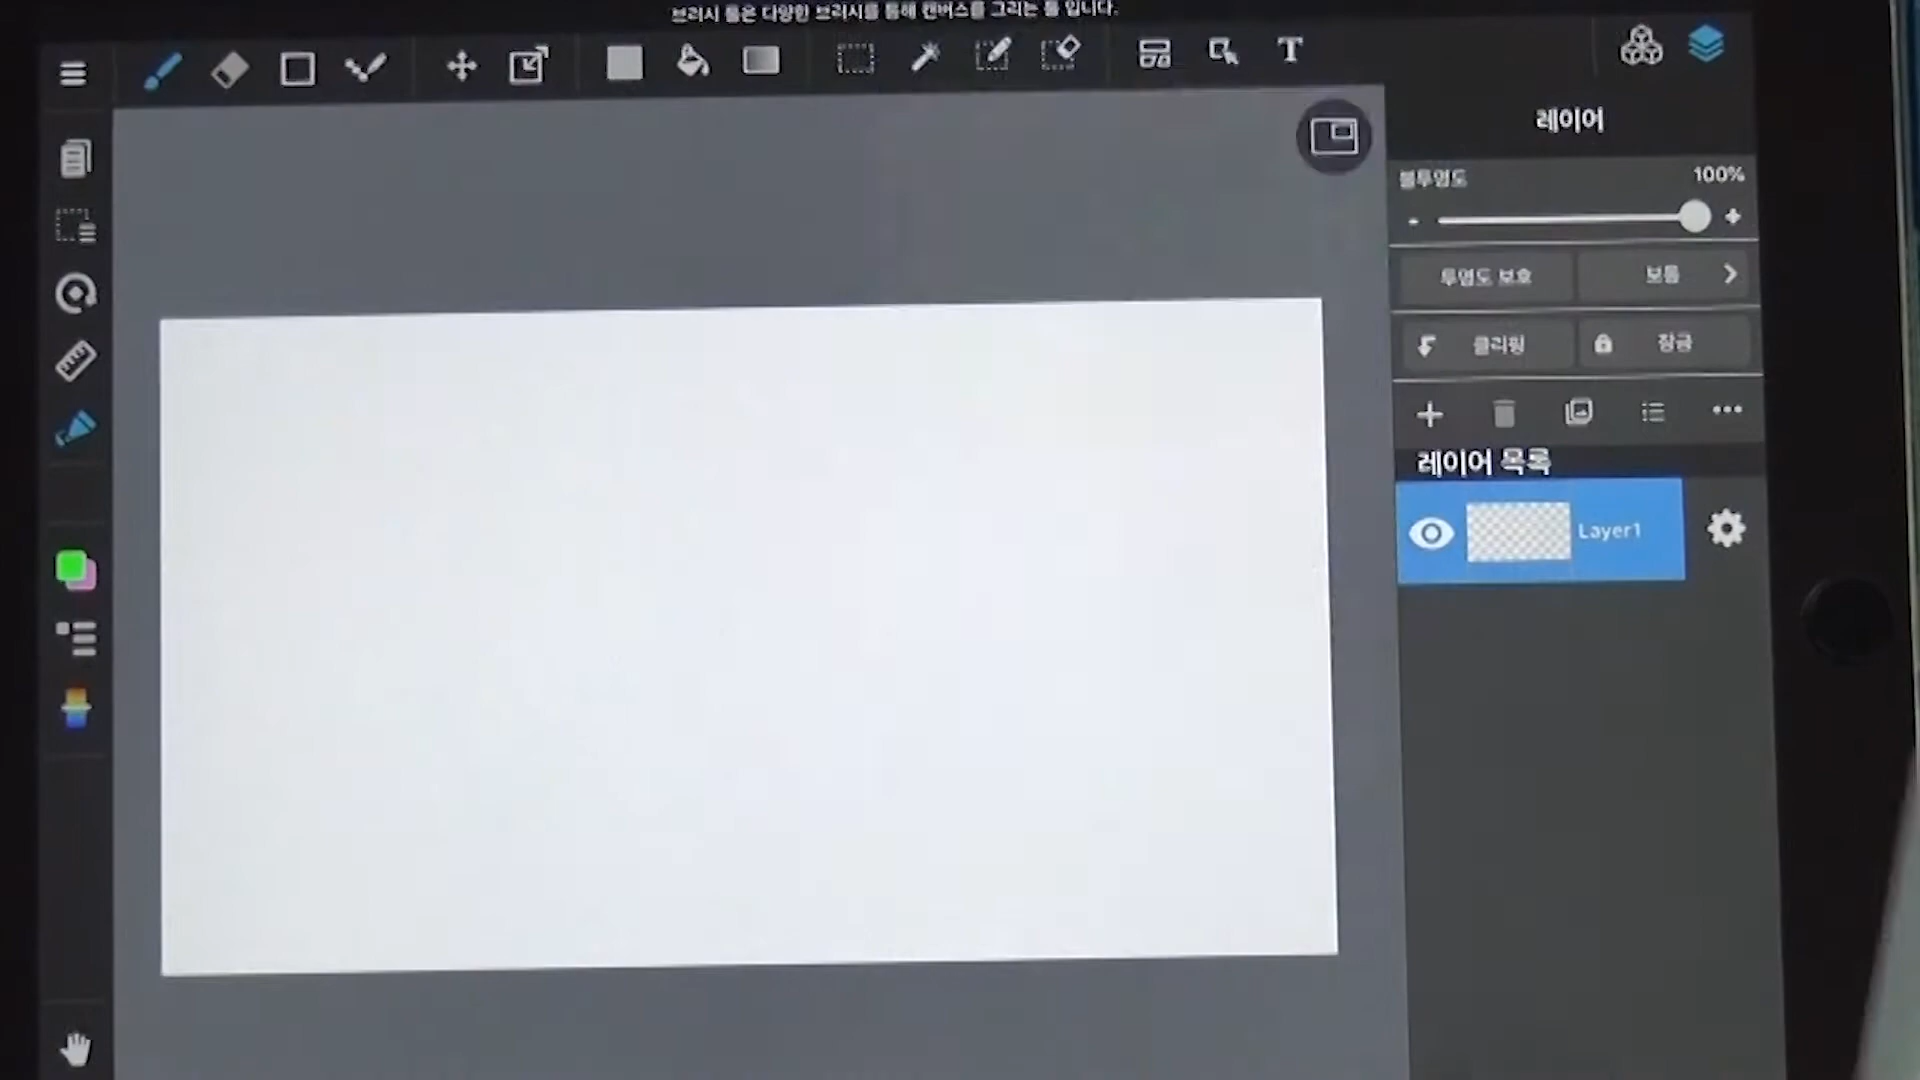 브러시 툴은 다양한 브러시를 통해 캔버스를 그리는 툴 입니다.
T
레이어
불투명도 100%
투명도 보호 보통
클리핑 잠금
레이어 목록
Layer1